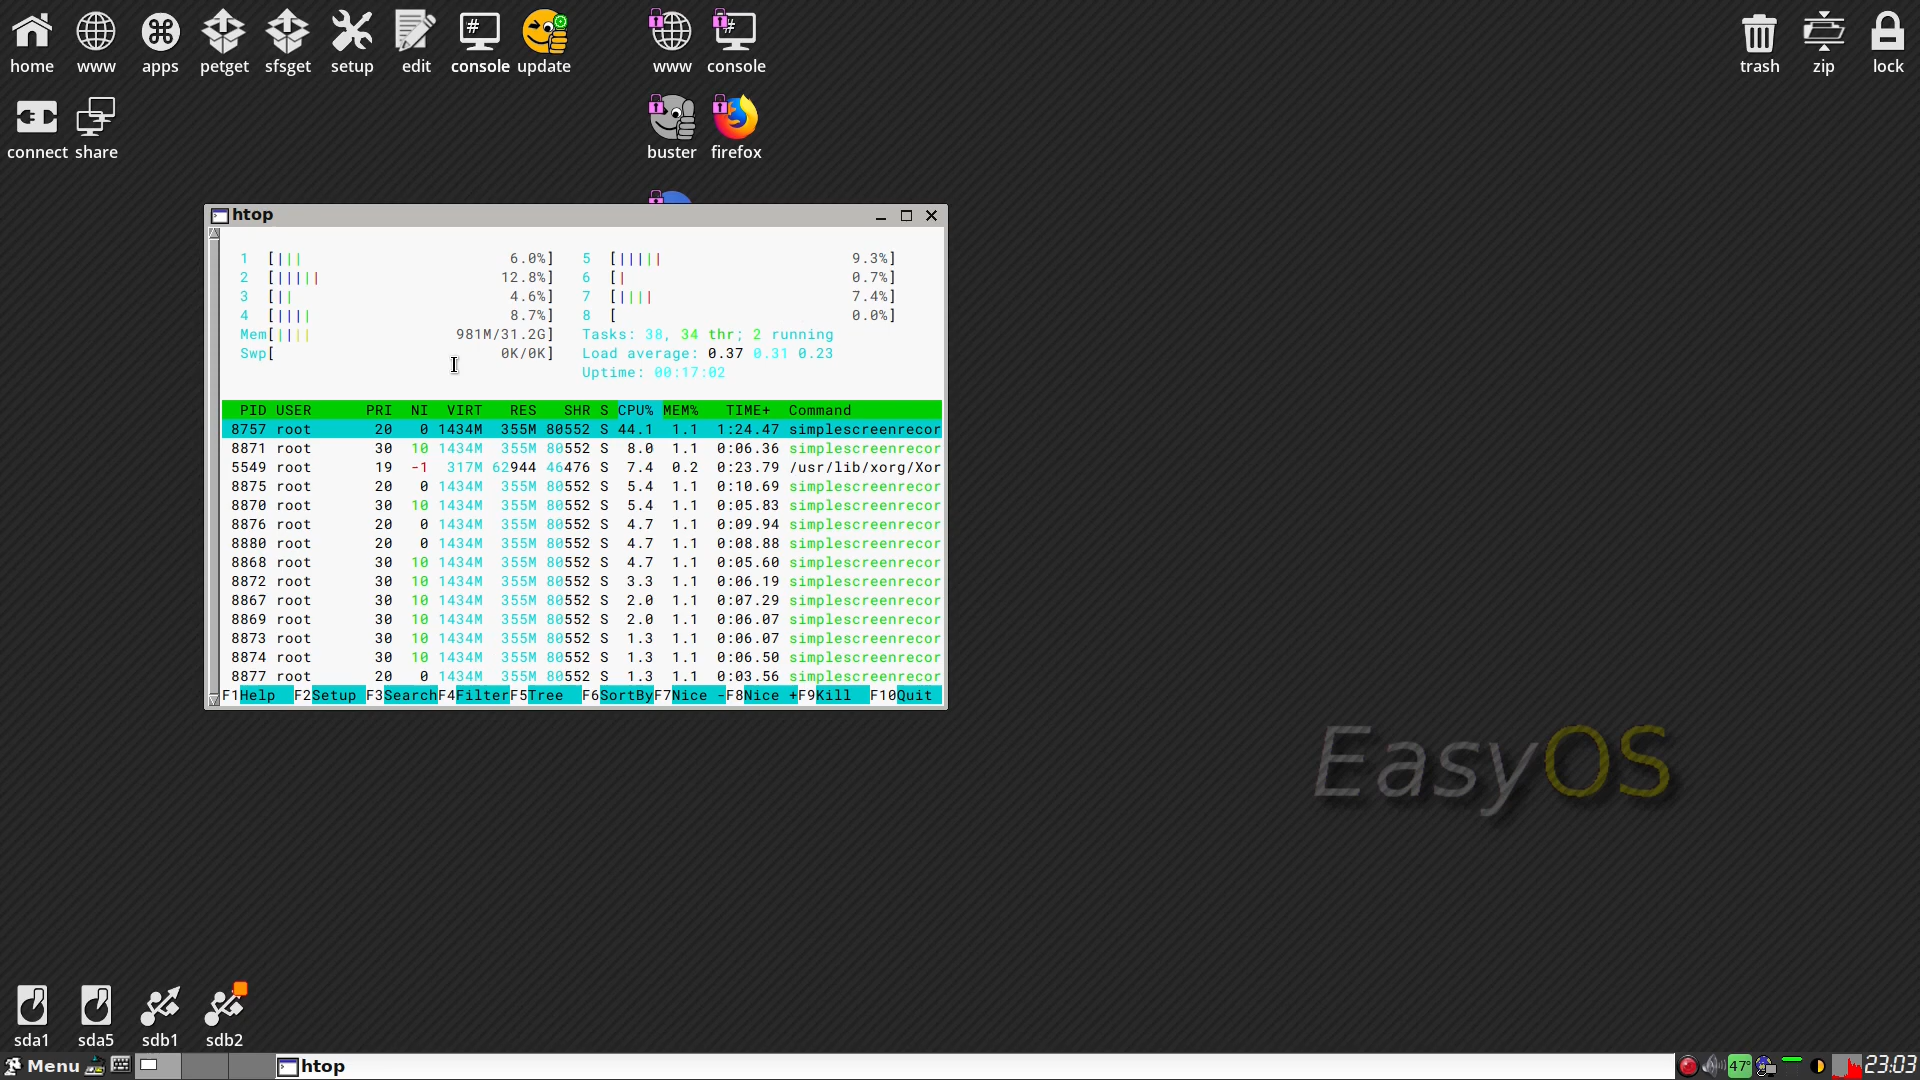 home www apps petget sfsget setup edit console update www console trash zip lock
connect share buster firefox
htop
1 [||| 6.0%] 5 [||||| 9.3%]
2 [||||| 12.8%] 6 [| 0.7%]
3 [|| 4.6%] 7 [|||| 7.4%]
4 [|||| 8.7%] 8 [ 0.0%]
Mem[|||| 981M/31.2G] Tasks: 38, 34 thr; 2 running
Swp[ 0K/0K] Load average: 0.37 0.31 0.23
Uptime: 00:17:02
PID USER PRI NI VIRT RES SHR S CPU% MEM% TIME+ Command
8757 root 20 0 1434M 355M 80552 S 44.1 1.1 1:24.47 simplescreenrecor
8871 root 30 10 1434M 355M 80552 S 8.0 1.1 0:06.36 simplescreenrecor
5549 root 19 -1 317M 62944 46476 S 7.4 0.2 0:23.79 /usr/lib/xorg/Xor
8875 root 20 0 1434M 355M 80552 S 5.4 1.1 0:10.69 simplescreenrecor
8870 root 30 10 1434M 355M 80552 S 5.4 1.1 0:05.83 simplescreenrecor
8876 root 20 0 1434M 355M 80552 S 4.7 1.1 0:09.94 simplescreenrecor
8880 root 20 0 1434M 355M 80552 S 4.7 1.1 0:08.88 simplescreenrecor
8868 root 30 10 1434M 355M 80552 S 4.7 1.1 0:05.60 simplescreenrecor
8872 root 30 10 1434M 355M 80552 S 3.3 1.1 0:06.19 simplescreenrecor
8867 root 30 10 1434M 355M 80552 S 2.0 1.1 0:07.29 simplescreenrecor
8869 root 30 10 1434M 355M 80552 S 2.0 1.1 0:06.07 simplescreenrecor
8873 root 30 10 1434M 355M 80552 S 1.3 1.1 0:06.07 simplescreenrecor
8874 root 30 10 1434M 355M 80552 S 1.3 1.1 0:06.50 simplescreenrecor
8877 root 20 0 1434M 355M 80552 S 1.3 1.1 0:03.56 simplescreenrecor
F1Help F2Setup F3SearchF4FilterF5Tree F6SortByF7Nice -F8Nice +F9Kill F10Quit
EasyOS
sda1 sda5 sdb1 sdb2
Menu htop 47° 23:03